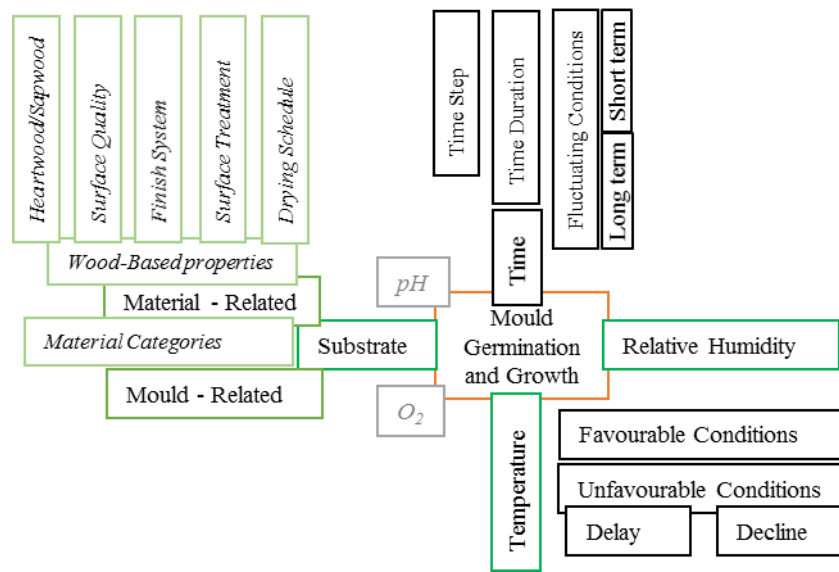 Heartwood/Sapwood
Surface Quality
Finish System
Surface Treatment
Drying Schedule
Wood-Based properties
Material - Related
Material Categories
Mould - Related
Substrate
pH
O2
Time Step
Time Duration
Fluctuating Conditions
Short term
Long term
Time
Mould
Germination
and Growth
Relative Humidity
Temperature
Favourable Conditions
Unfavourable Conditions
Delay
Decline